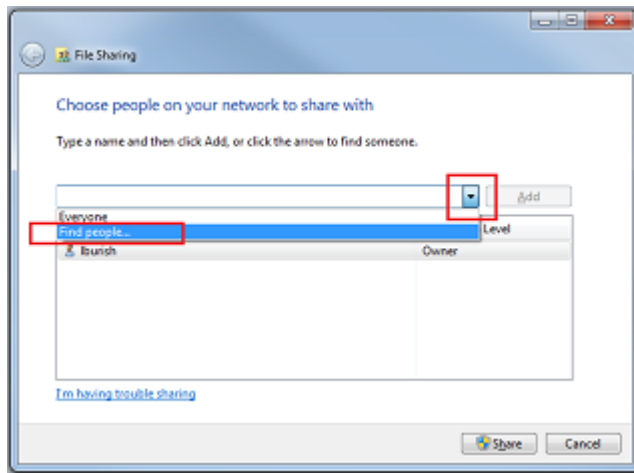 File Sharing
Choose people on your network to share with
Type a name and then click Add, or click the arrow to find someone.
Add
Everyone
Find people...
Level
lburish Owner
I'm having trouble sharing
Share Cancel